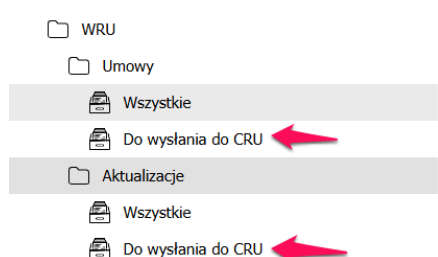 WRU
Umowy
Wszystkie
Do wysłania do CRU
Aktualizacje
Wszystkie
Do wysłania do CRU